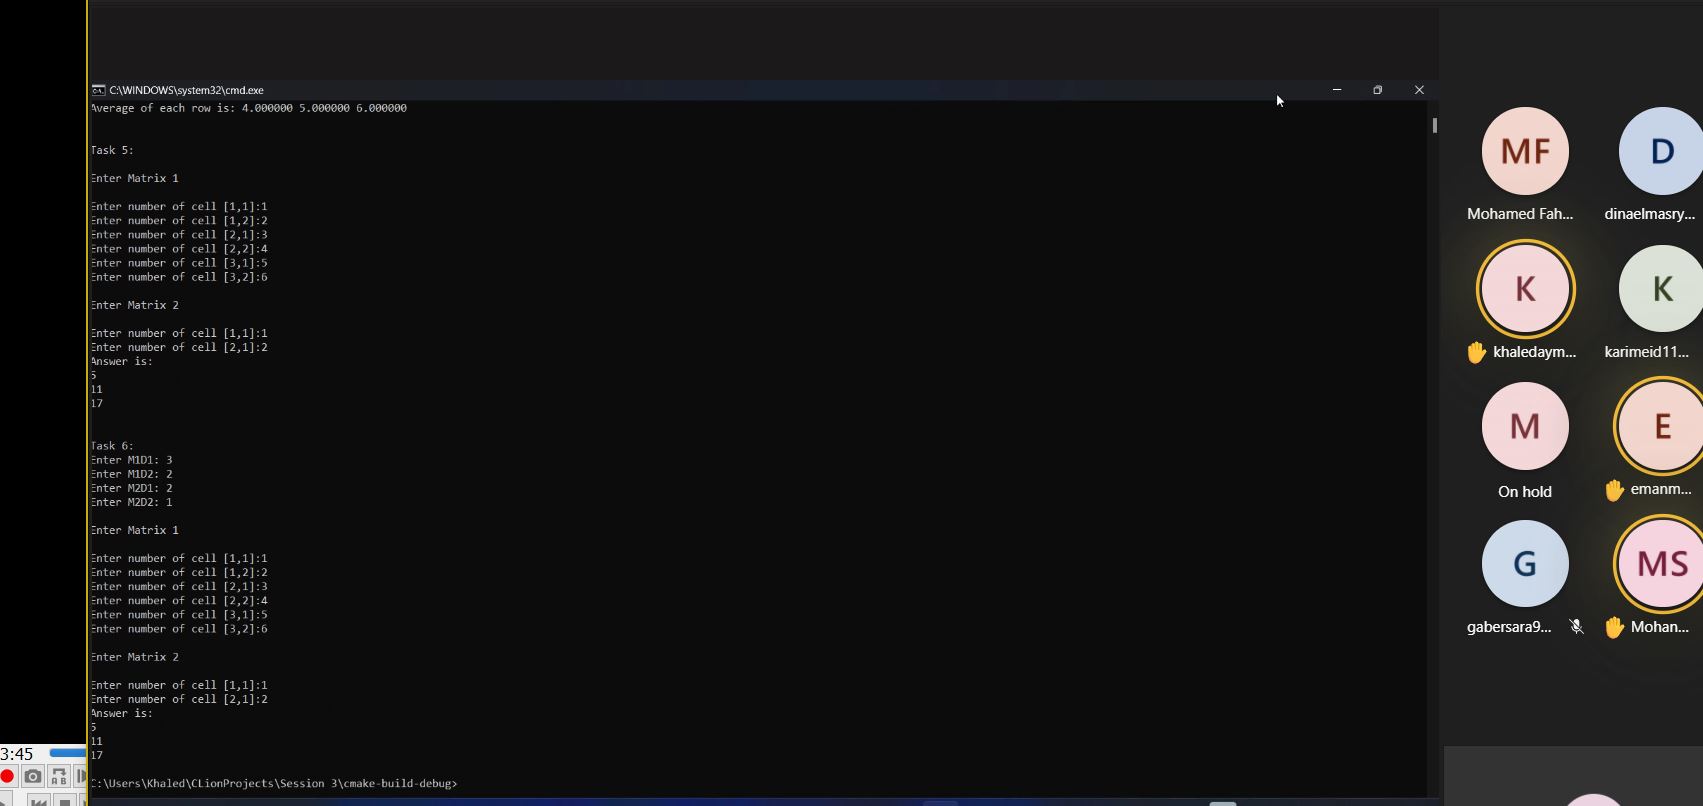 C:\WINDOWS\system32\cmd.exe
Average of each row is: 4.000000 5.000000 6.000000
Task 5:
Enter Matrix 1
Enter number of cell [1,1]:1
Enter number of cell [1,2]:2
Enter number of cell [2,1]:3
Enter number of cell [2,2]:4
Enter number of cell [3,1]:5
Enter number of cell [3,2]:6
Enter Matrix 2
Enter number of cell [1,1]:1
Enter number of cell [2,1]:2
Answer is:
5
11
17
Task 6:
Enter M1D1: 3
Enter M1D2: 2
Enter M2D1: 2
Enter M2D2: 1
Enter Matrix 1
Enter number of cell [1,1]:1
Enter number of cell [1,2]:2
Enter number of cell [2,1]:3
Enter number of cell [2,2]:4
Enter number of cell [3,1]:5
Enter number of cell [3,2]:6
Enter Matrix 2
Enter number of cell [1,1]:1
Enter number of cell [2,1]:2
Answer is:
5
11
17
C:\Users\Khaled\CLionProjects\Session 3\cmake-build-debug>
MF D
Mohamed Fah... dinaelmasry...
K K
khaledaym... karimeid11...
M E
On hold emanm...
G MS
gabersara9... Mohan...
3:45
A B